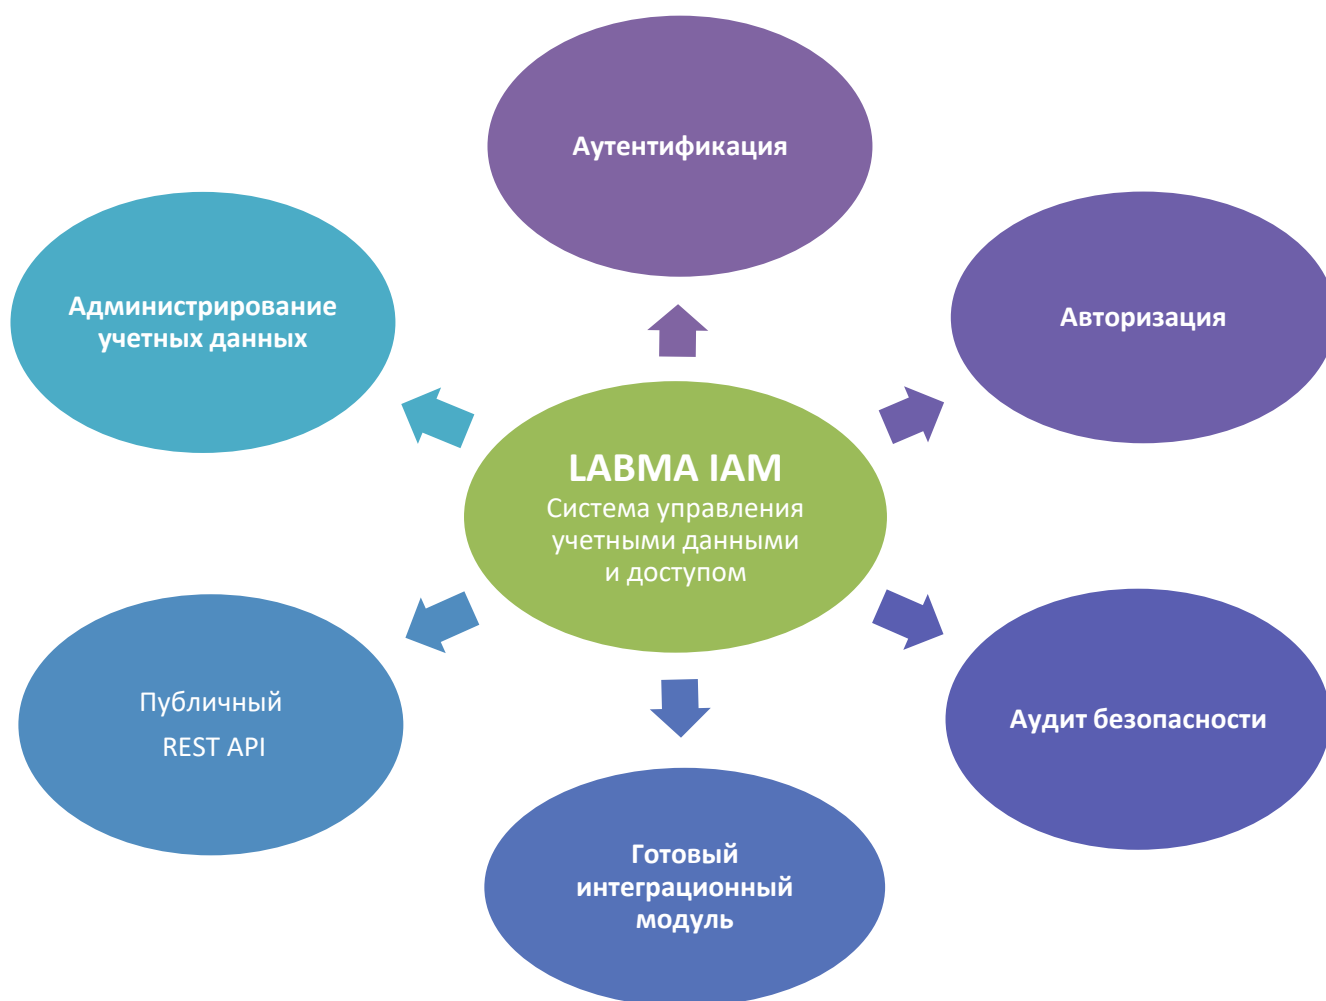 Аутентификация
Администрирование
учетных данных
Авторизация
LABMA IAM
Система управления
учетными данными
и доступом
Публичный
REST API
Аудит безопасности
Готовый
интеграционный
модуль